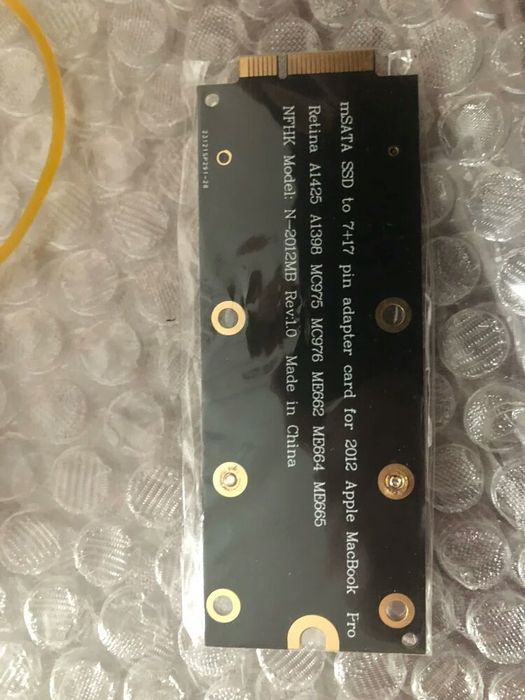 mSATA SSD to 7+17 pin adapter card for 2012 Apple MacBook Pro
Retina A1425 A1398 MC975 MC976 ME662 ME664 ME665
NFHK Model: N-2012MB Rev:1.0 Made in China